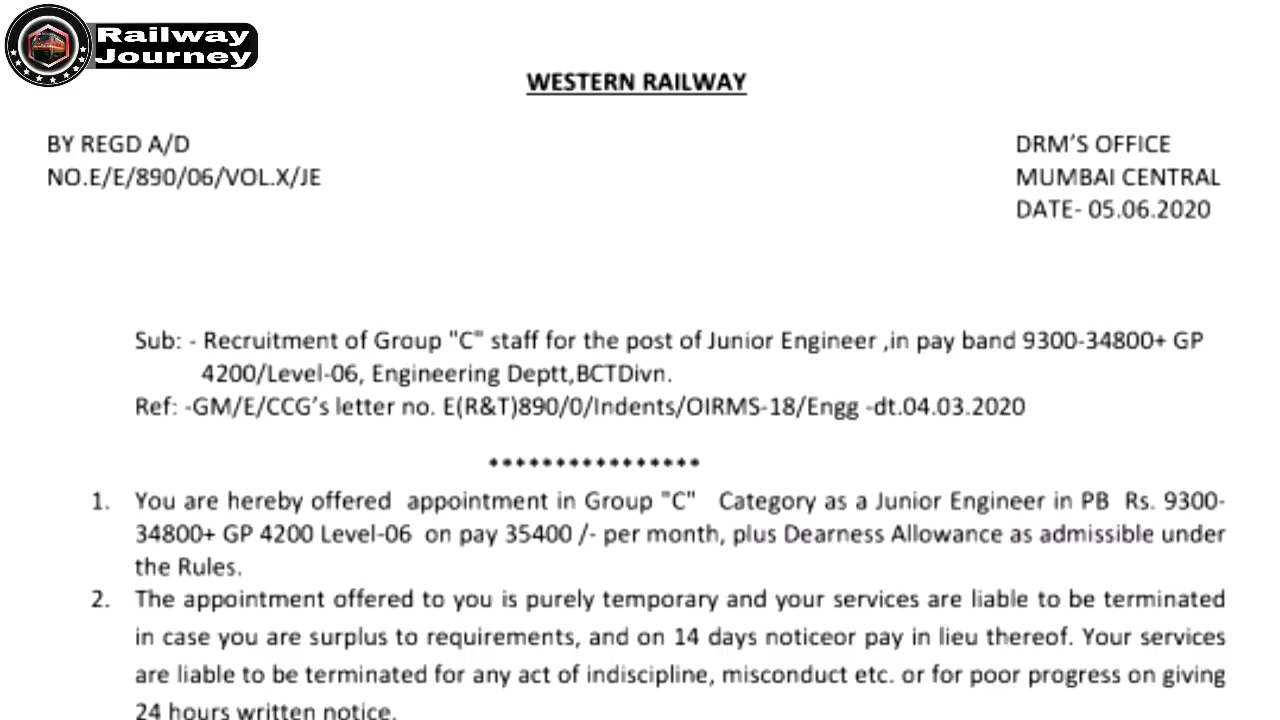 Railway
Journey
WESTERN RAILWAY
BY REGD A/D
NO.E/E/890/06/VOL.X/JE
DRM'S OFFICE
MUMBAI CENTRAL
DATE- 05.06.2020
Sub: - Recruitment of Group "C" staff for the post of Junior Engineer ,in pay band 9300-34800+ GP
4200/Level-06, Engineering Deptt,BCTDivn.
Ref: -GM/E/CCG's letter no. E(R&T)890/0/Indents/OIRMS-18/Engg -dt.04.03.2020
****************
1. You are hereby offered appointment in Group "C" Category as a Junior Engineer in PB Rs. 9300-
34800+ GP 4200 Level-06 on pay 35400 /- per month, plus Dearness Allowance as admissible under
the Rules.
2. The appointment offered to you is purely temporary and your services are liable to be terminated
in case you are surplus to requirements, and on 14 days noticeor pay in lieu thereof. Your services
are liable to be terminated for any act of indiscipline, misconduct etc. or for poor progress on giving
24 hours written notice.